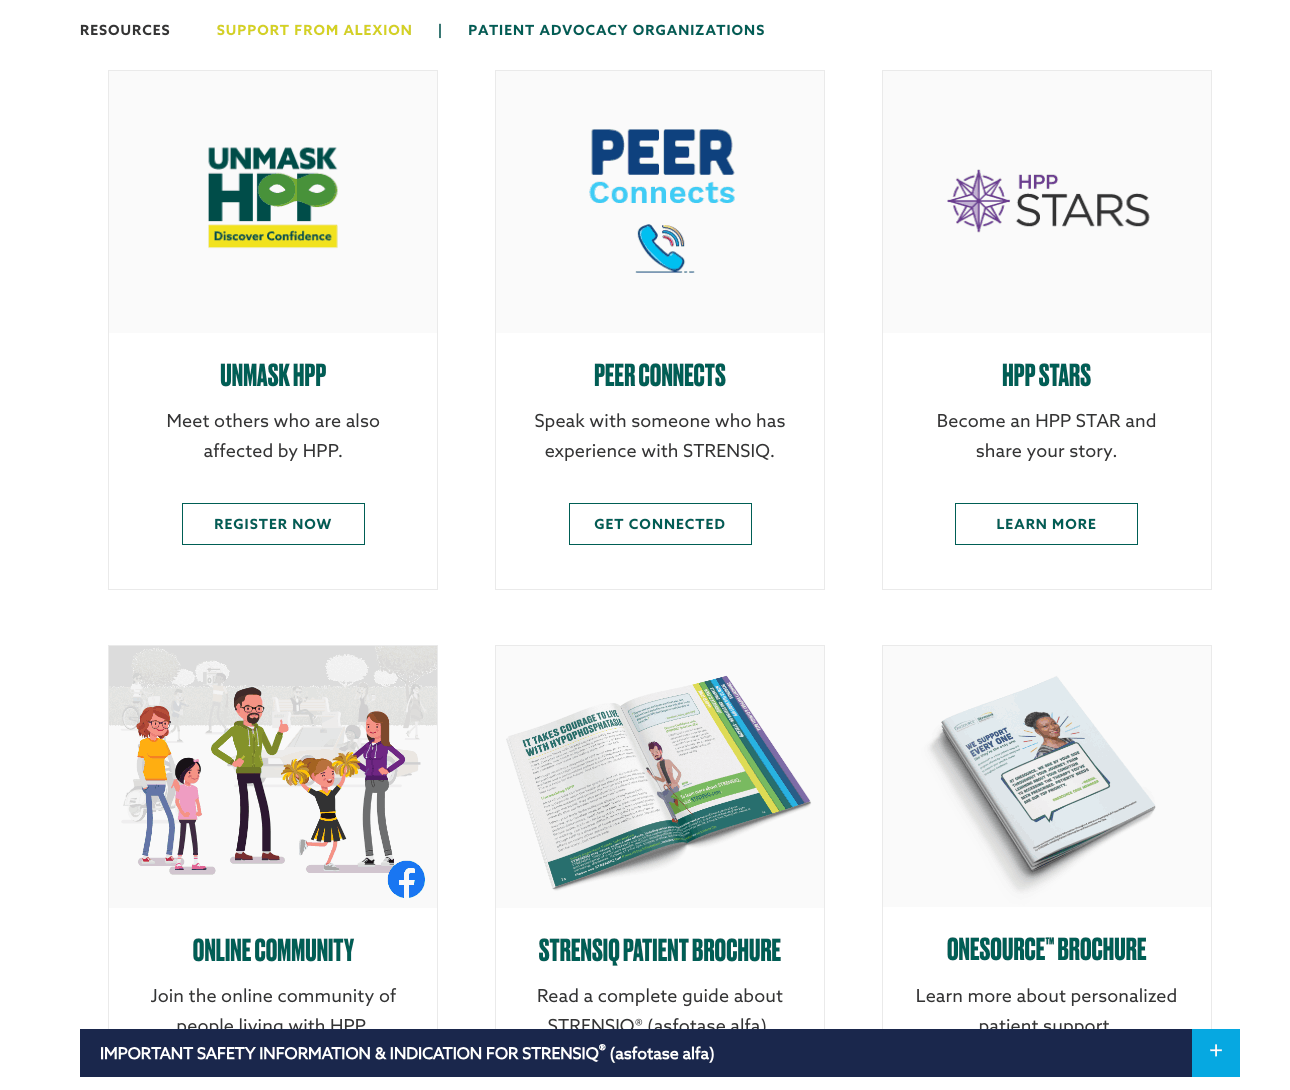 RESOURCES
SUPPORT FROM ALEXION
|
PATIENT ADVOCACY ORGANIZATIONS
UNMASK
HPP
Discover Confidence
PEER
Connects
HPP
STARS
UNMASK HPP
Meet others who are also
affected by HPP.
REGISTER NOW
PEER CONNECTS
Speak with someone who has
experience with STRENSIQ.
GET CONNECTED
HPP STARS
Become an HPP STAR and
share your story.
LEARN MORE
IT TAKES COURAGE TO LIVE
WITH HYPOPHOSPHATASIA
WE SUPPORT
EVERY ONE
ONLINE COMMUNITY
Join the online community of
people living with HPP
STRENSIQ PATIENT BROCHURE
Read a complete guide about
STRENSIQ® (asfotase alfa)
ONESOURCE™ BROCHURE
Learn more about personalized
patient support
IMPORTANT SAFETY INFORMATION & INDICATION FOR STRENSIQ® (asfotase alfa)
+